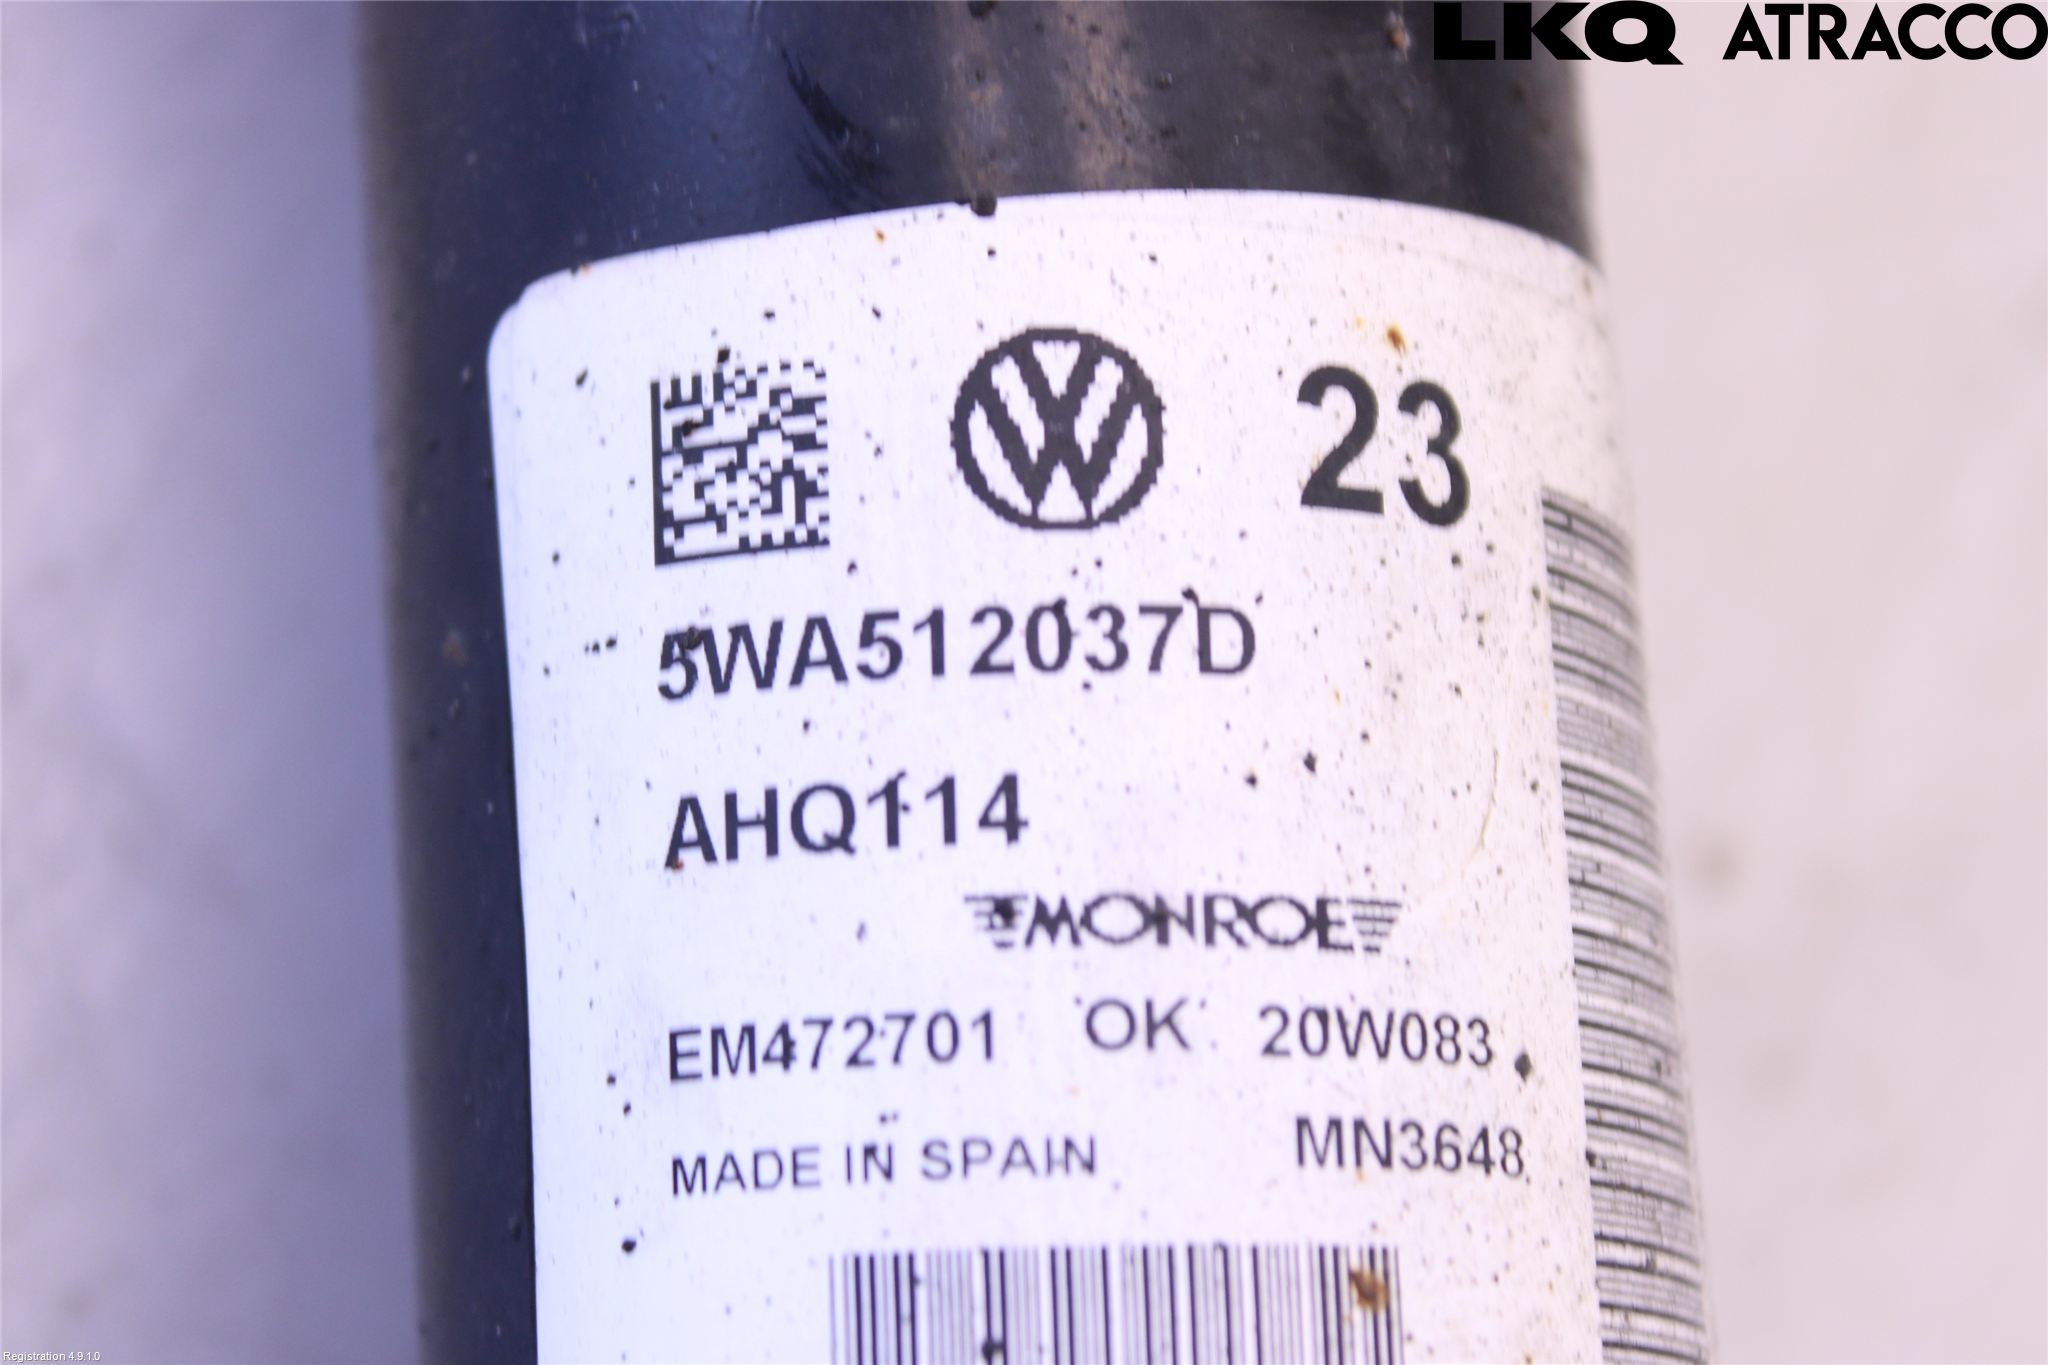 LKQ ATRACCO
23
5WA512037D
AHQ114
MONROE
EM472701 OK 20W083
MADE IN SPAIN MN3648
Registration 4.9.1.0